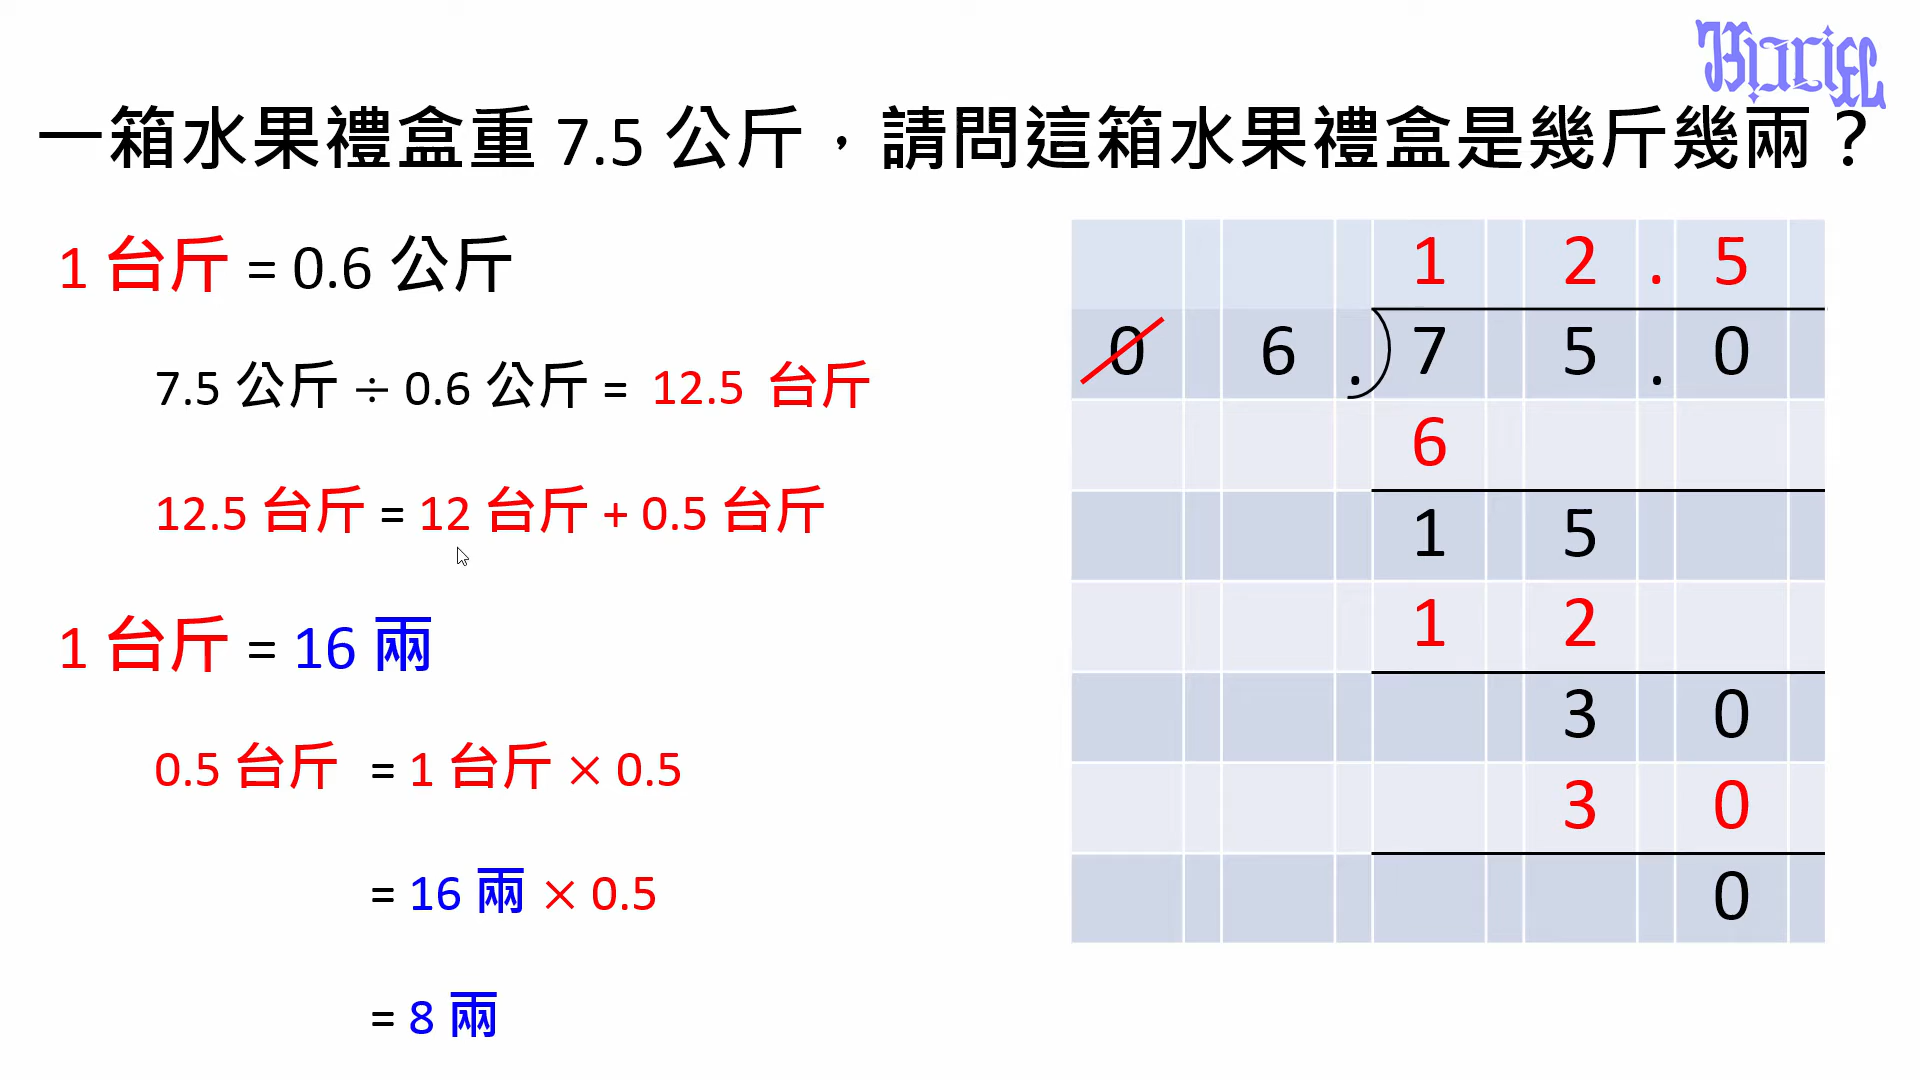 一箱水果禮盒重 7.5 公斤，請問這箱水果禮盒是幾斤幾兩？
1 台斤 = 0.6 公斤
7.5 公斤 ÷ 0.6 公斤 = 12.5 台斤
12.5 台斤 = 12 台斤 + 0.5 台斤
1 台斤 = 16 兩
0.5 台斤 = 1 台斤 × 0.5
= 16 兩 × 0.5
= 8 兩
1 2 . 5
0 6 . ) 7 5 . 0
6
1 5
1 2
3 0
3 0
0